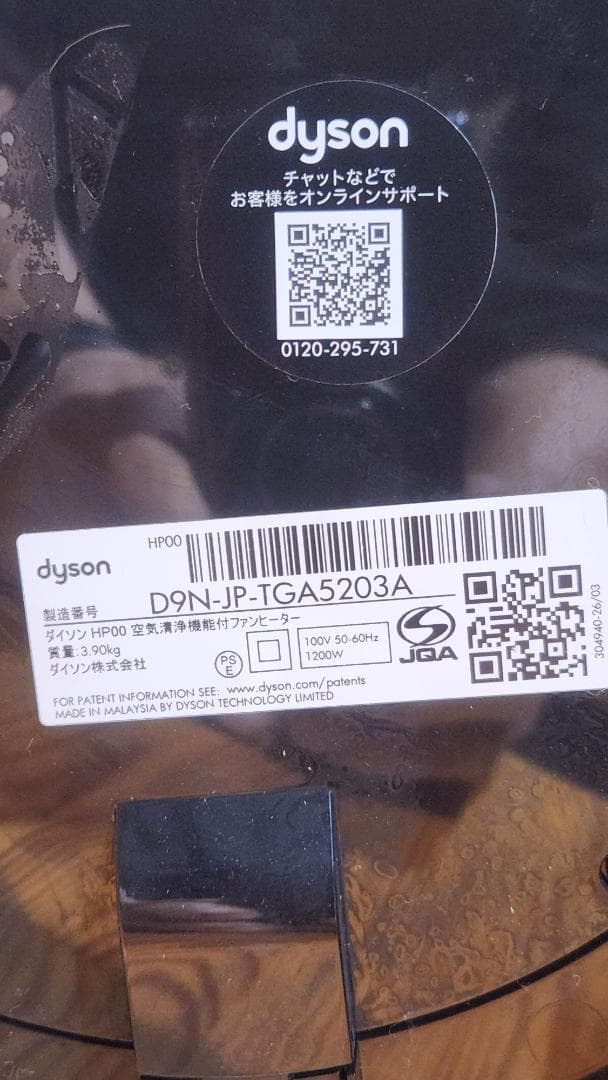 dyson
チャットなどで
お客様をオンラインサポート
0120-295-731
HP00
dyson
製造番号 D9N-JP-TGA5203A
ダイソン HP00 空気清浄機能付ファンヒーター
質量:3.90kg
ダイソン株式会社
PS
E
100V 50-60Hz
1200W
S
JQA
304940-26/03
FOR PATENT INFORMATION SEE: www.dyson.com/patents
MADE IN MALAYSIA BY DYSON TECHNOLOGY LIMITED